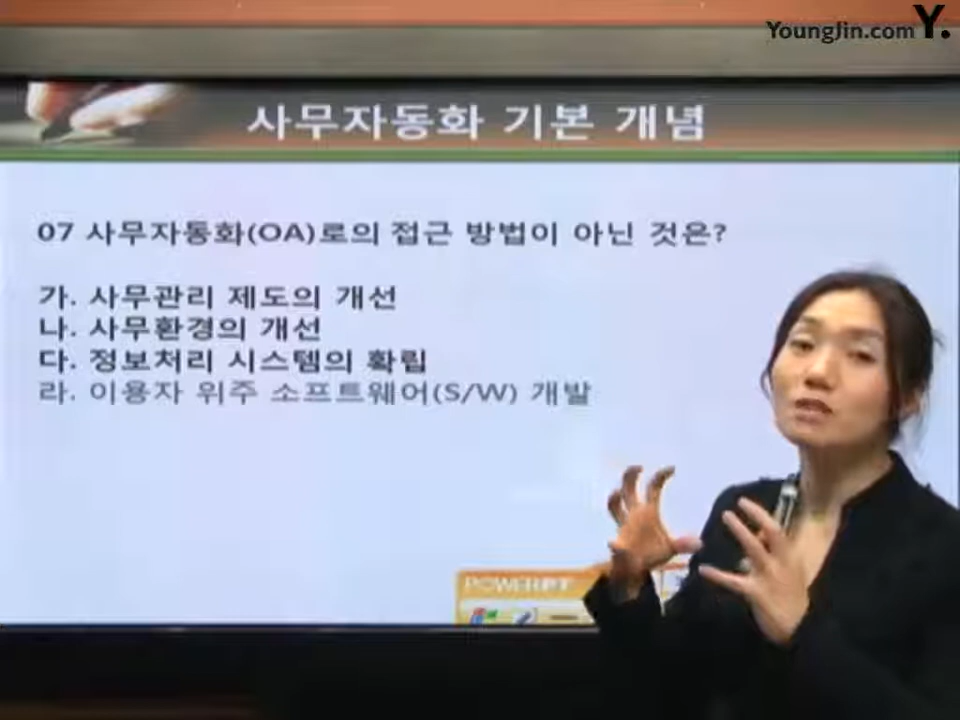 YoungJin.com Y.
사무자동화 기본 개념
07 사무자동화(OA)로의 접근 방법이 아닌 것은?
가. 사무관리 제도의 개선
나. 사무환경의 개선
다. 정보처리 시스템의 확립
라. 이용자 위주 소프트웨어(S/W) 개발